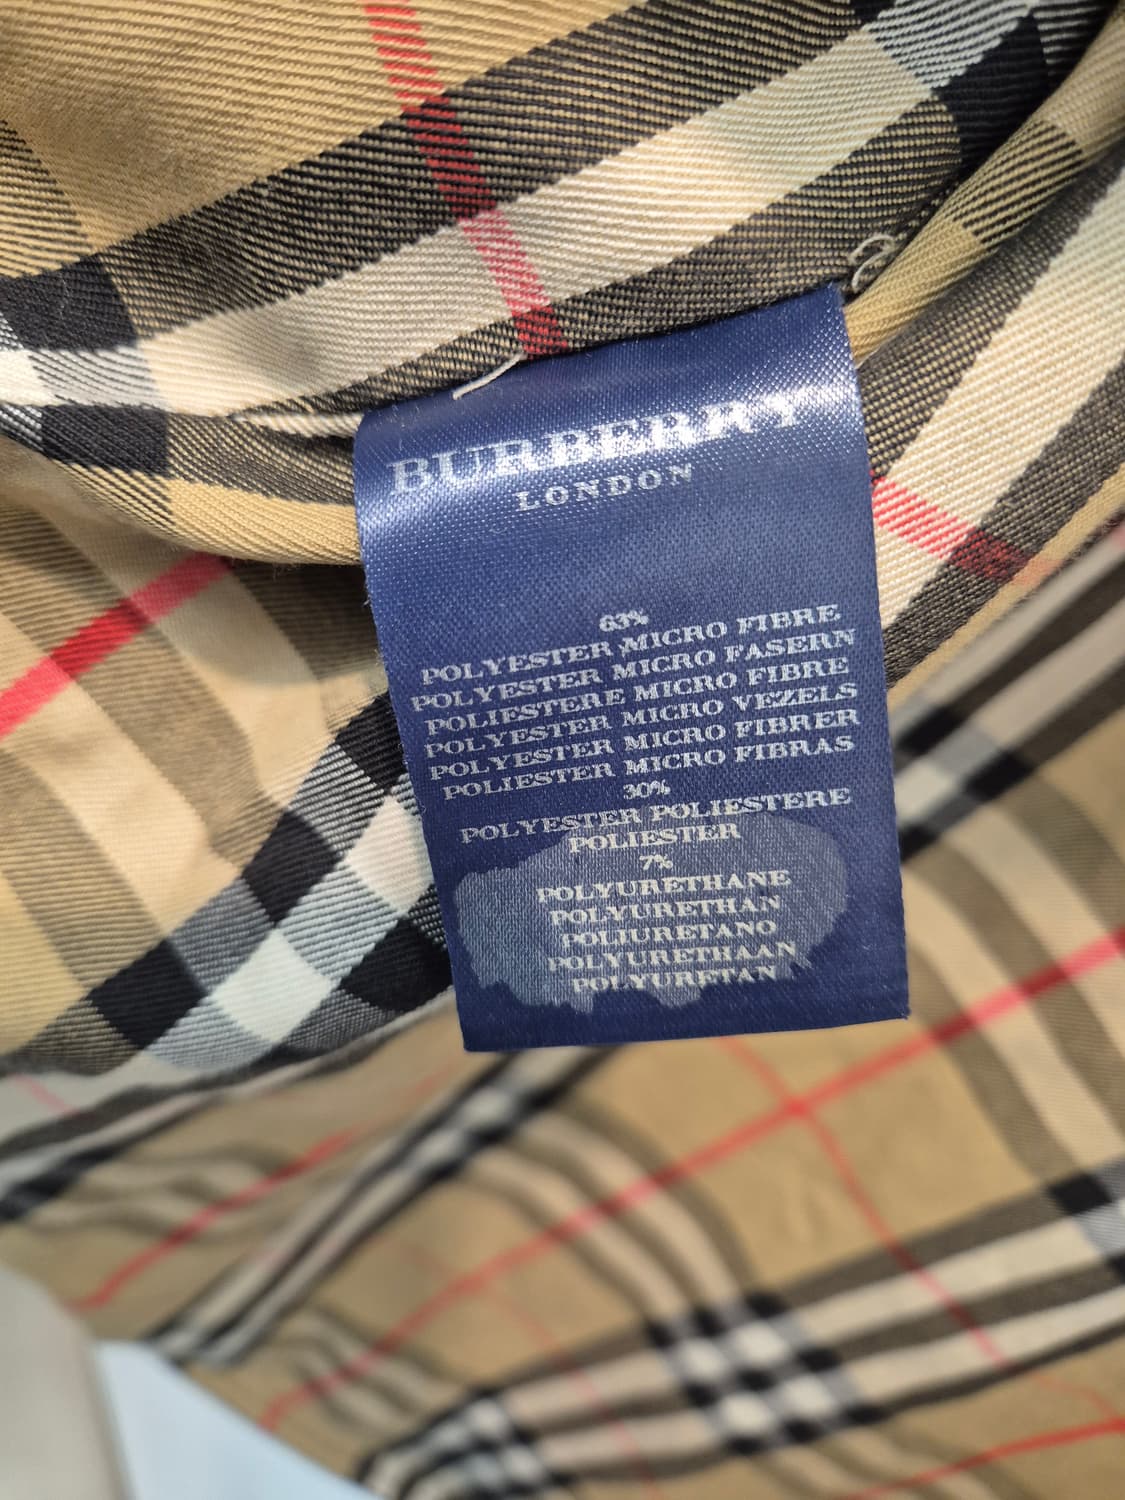 BURBERRY
LONDON
63%
POLYESTER MICRO FIBRE
POLYESTER MICRO FASERN
POLIESTERE MICRO FIBRE
POLYESTER MICRO VEZELS
POLYESTER MICRO FIBRER
POLIESTER MICRO FIBRAS
30%
POLYESTER POLIESTERE
POLIESTER
7%
POLYURETHANE
POLYURETHAN
POLIURETANO
POLYURETHAAN
POLYURETAN